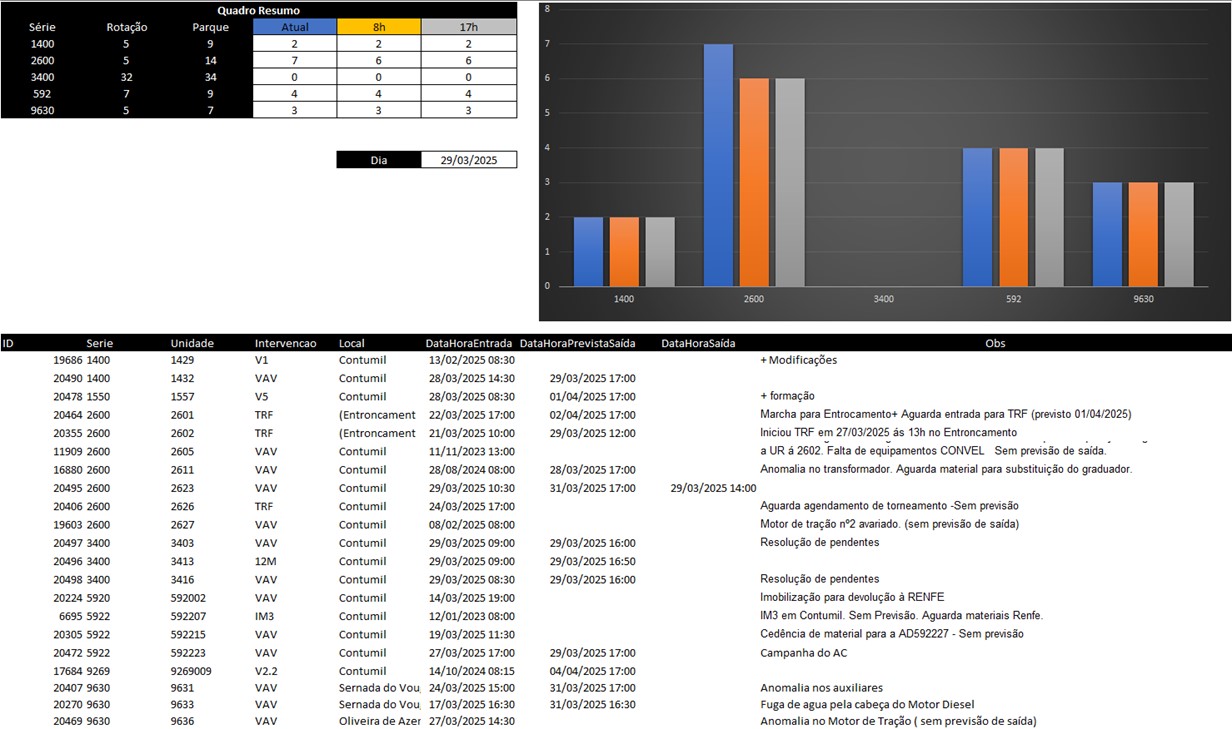 Quadro Resumo
Série Rotação Parque Atual 8h 17h
1400 5 9 2 2 2
2600 5 14 7 6 6
3400 32 34 0 0 0
592 7 9 4 4 4
9630 5 7 3 3 3
Dia 29/03/2025
8
7
6
5
4
3
2
1
0
1400 2600 3400 592 9630
ID Serie Unidade Intervencao Local DataHoraEntrada DataHoraPrevistaSaída DataHoraSaída Obs
19686 1400 1429 V1 Contumil 13/02/2025 08:30 + Modificações
20490 1400 1432 VAV Contumil 28/03/2025 14:30 29/03/2025 17:00
20478 1550 1557 V5 Contumil 28/03/2025 08:30 01/04/2025 17:00 + formação
20464 2600 2601 TRF (Entroncament 22/03/2025 17:00 02/04/2025 17:00 Marcha para Entrocamento+ Aguarda entrada para TRF (previsto 01/04/2025)
20355 2600 2602 TRF (Entroncament 21/03/2025 10:00 29/03/2025 12:00 Iniciou TRF em 27/03/2025 ás 13h no Entroncamento
11909 2600 2605 VAV Contumil 11/11/2023 13:00 a UR á 2602. Falta de equipamentos CONVEL Sem previsão de saída.
16880 2600 2611 VAV Contumil 28/08/2024 08:00 28/03/2025 17:00 Anomalia no transformador. Aguarda material para substituição do graduador.
20495 2600 2623 VAV Contumil 29/03/2025 10:30 31/03/2025 17:00 29/03/2025 14:00
20406 2600 2626 TRF Contumil 24/03/2025 17:00 Aguarda agendamento de torneamento -Sem previsão
19603 2600 2627 VAV Contumil 08/02/2025 08:00 Motor de tração nº2 avariado. (sem previsão de saída)
20497 3400 3403 VAV Contumil 29/03/2025 09:00 29/03/2025 16:00 Resolução de pendentes
20496 3400 3413 12M Contumil 29/03/2025 09:00 29/03/2025 16:50
20498 3400 3416 VAV Contumil 29/03/2025 08:30 29/03/2025 16:00 Resolução de pendentes
20224 5920 592002 VAV Contumil 14/03/2025 19:00 Imobilização para devolução à RENFE
6695 5922 592207 IM3 Contumil 12/01/2023 08:00 IM3 em Contumil. Sem Previsão. Aguarda materiais Renfe.
20305 5922 592215 VAV Contumil 19/03/2025 11:30 Cedência de material para a AD592227 - Sem previsão
20472 5922 592223 VAV Contumil 27/03/2025 17:00 29/03/2025 17:00 Campanha do AC
17684 9269 9269009 V2.2 Contumil 14/10/2024 08:15 04/04/2025 17:00
20407 9630 9631 VAV Sernada do Vou 24/03/2025 15:00 31/03/2025 17:00 Anomalia nos auxiliares
20270 9630 9633 VAV Sernada do Vou 17/03/2025 16:30 31/03/2025 16:30 Fuga de agua pela cabeça do Motor Diesel
20469 9630 9636 VAV Oliveira de Azer 27/03/2025 14:30 Anomalia no Motor de Tração ( sem previsão de saída)